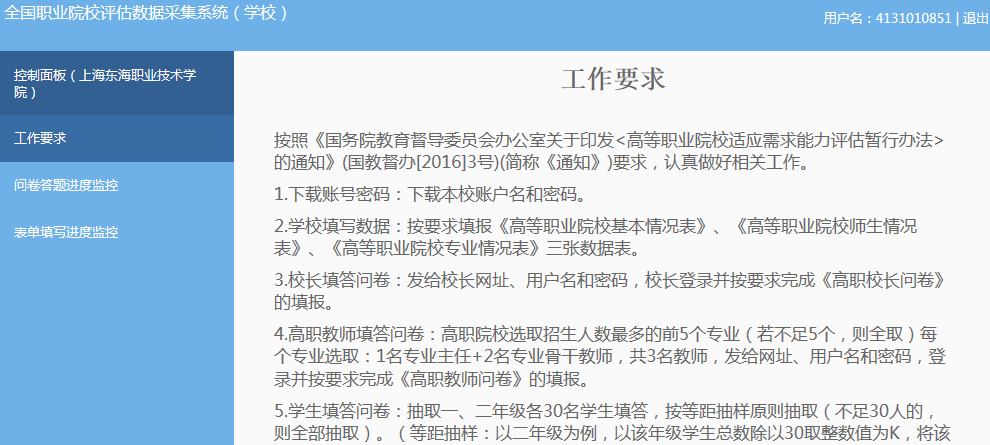 全国职业院校评估数据采集系统（学校）
用户名：4131010851 | 退出
控制面板（上海东海职业技术学
院）
工作要求
问卷答题进度监控
表单填写进度监控
工作要求
按照《国务院教育督导委员会办公室关于印发<高等职业院校适应需求能力评估暂行办法>
的通知》(国教督办[2016]3号)(简称《通知》)要求，认真做好相关工作。
1.下载账号密码：下载本校账户名和密码。
2.学校填写数据：按要求填报《高等职业院校基本情况表》、《高等职业院校师生情况
表》、《高等职业院校专业情况表》三张数据表。
3.校长填答问卷：发给校长网址、用户名和密码，校长登录并按要求完成《高职校长问卷》
的填报。
4.高职教师填答问卷：高职院校选取招生人数最多的前5个专业（若不足5个，则全取）每
个专业选取：1名专业主任+2名专业骨干教师，共3名教师，发给网址、用户名和密码，登
录并按要求完成《高职教师问卷》的填报。
5.学生填答问卷：抽取一、二年级各30名学生填答，按等距抽样原则抽取（不足30人的，
则全部抽取）。（等距抽样：以二年级为例，以该年级学生总数除以30取整数值为K，将该